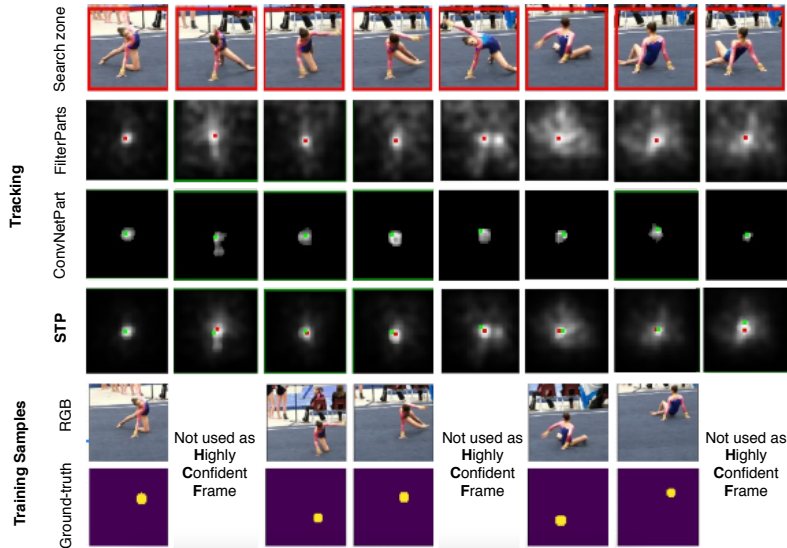 Search zone
Tracking
FilterParts
ConvNetPart
STP
Training Samples
RGB
Ground-truth
Not used as
Highly
Confident
Frame
Not used as
Highly
Confident
Frame
Not used as
Highly
Confident
Frame